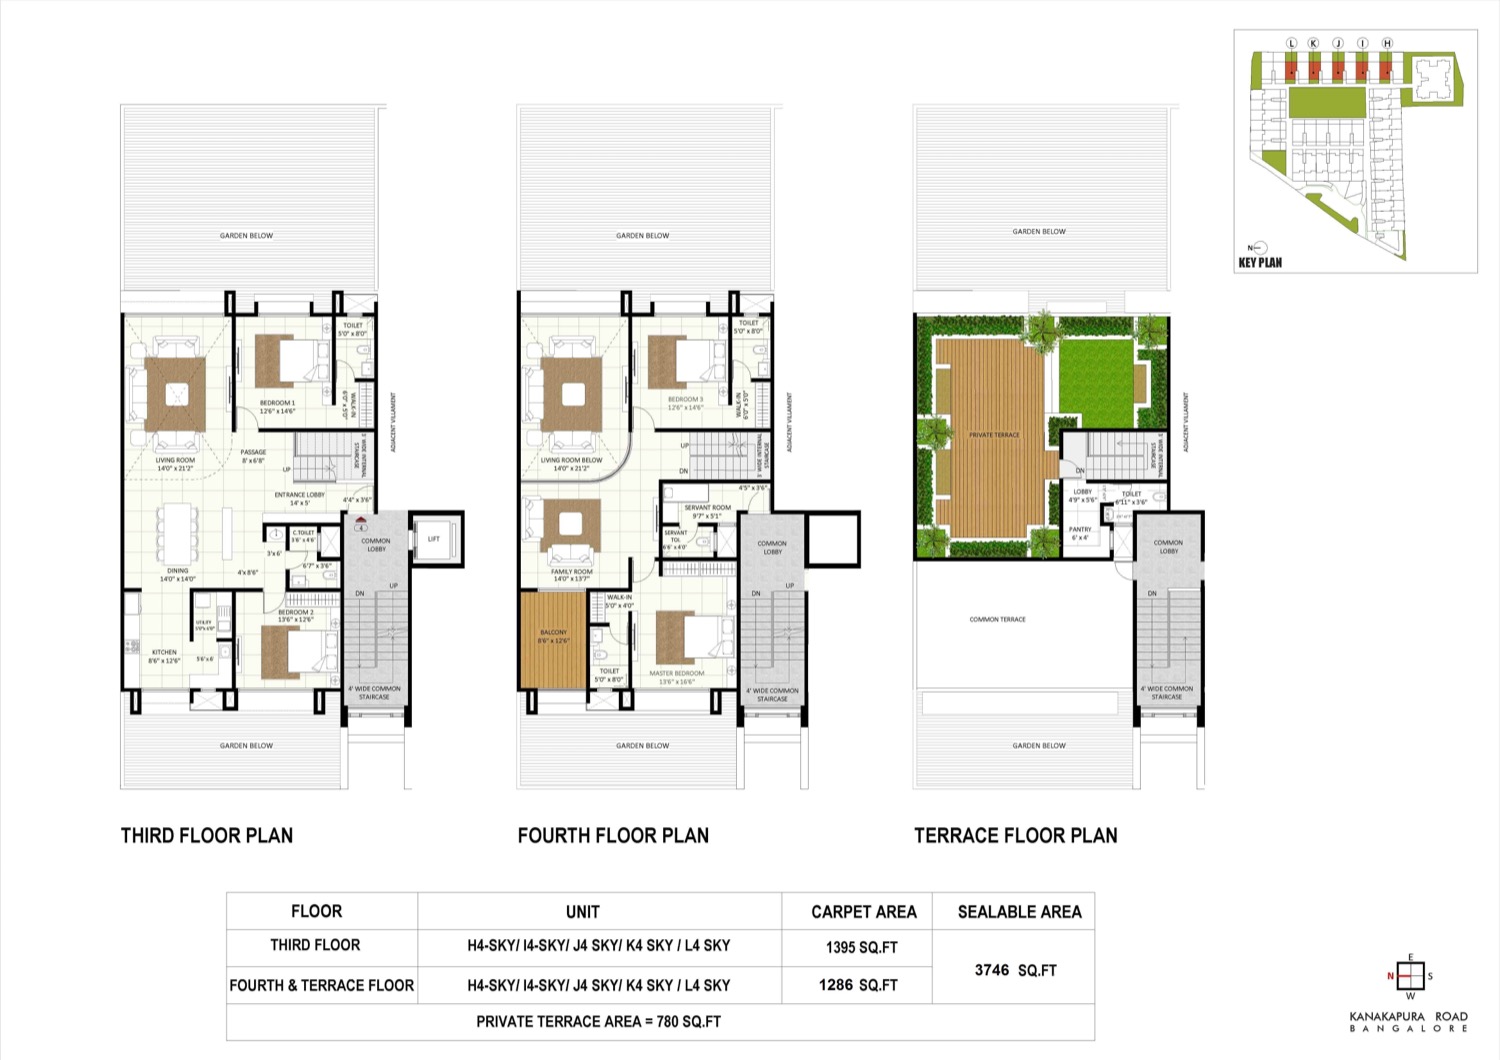 L K J I H
N
KEY PLAN
GARDEN BELOW
TOILET
5'0" x 8'0"
BEDROOM 1
12'6" x 14'6"
WALK-IN
6'0" x 5'0"
ADJACENT VILLAMENT
LIVING ROOM
14'0" x 21'2"
PASSAGE
8' x 6'8"
UP
3' WIDE INTERNAL
STAIRCASE
ENTRANCE LOBBY
14' x 5'
4'4" x 3'6"
4
COMMON
LOBBY
LIFT
C.TOILET
3'6" x 4'6"
3'x 6'
6'7" x 3'6"
4'x 8'6"
DINING
14'0" x 14'0"
UP
DN
BEDROOM 2
13'6" x 12'6"
UTILITY
KITCHEN
8'6" x 12'6"
5'6"x 6'
4' WIDE COMMON
STAIRCASE
GARDEN BELOW
THIRD FLOOR PLAN
GARDEN BELOW
TOILET
5'0" x 8'0"
BEDROOM 3
12'6" x 14'6"
WALK-IN
6'0" x 5'0"
ADJACENT VILLAMENT
LIVING ROOM BELOW
14'0" x 21'2"
UP
DN
3' WIDE INTERNAL
STAIRCASE
4'5" x 3'6"
SERVANT ROOM
9'7" x 5'1"
SERVANT
TOL
6'6" x 4'0"
COMMON
LOBBY
FAMILY ROOM
14'0" x 13'7"
UP
DN
WALK-IN
5'0" x 4'0"
BALCONY
8'6" x 12'6"
TOILET
5'0" x 8'0"
MASTER BEDROOM
13'6" x 16'6"
4' WIDE COMMON
STAIRCASE
GARDEN BELOW
FOURTH FLOOR PLAN
GARDEN BELOW
PRIVATE TERRACE
ADJACENT VILLAMENT
DN
3' WIDE INTERNAL
STAIRCASE
LOBBY
4'9" x 5'6"
TOILET
6'11" x 3'6"
PANTRY
6' x 4'
COMMON
LOBBY
DN
COMMON TERRACE
4' WIDE COMMON
STAIRCASE
GARDEN BELOW
TERRACE FLOOR PLAN
FLOOR UNIT CARPET AREA SEALABLE AREA
THIRD FLOOR H4-SKY/ I4-SKY/ J4 SKY/ K4 SKY / L4 SKY 1395 SQ.FT
3746 SQ.FT
FOURTH & TERRACE FLOOR H4-SKY/ I4-SKY/ J4 SKY/ K4 SKY / L4 SKY 1286 SQ.FT
PRIVATE TERRACE AREA = 780 SQ.FT
E
N S
W
KANAKAPURA ROAD
BANGALORE